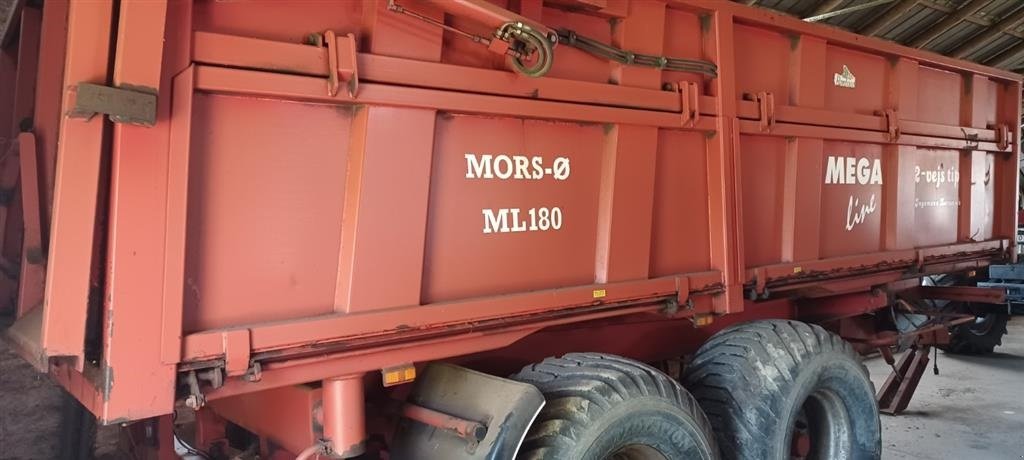 MORS-Ø
ML180
MEGA
line
2-vejs tip